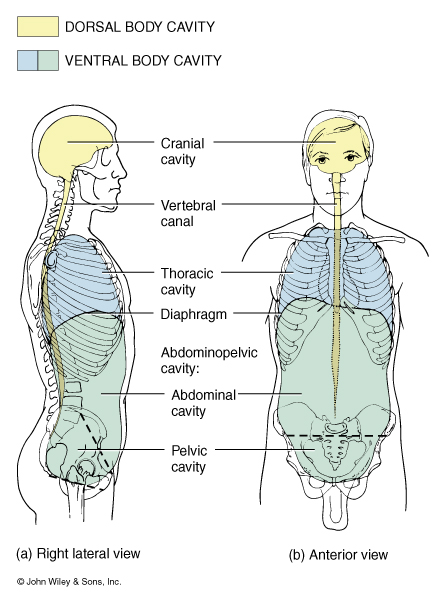 DORSAL BODY CAVITY
VENTRAL BODY CAVITY
Cranial
cavity
Vertebral
canal
Thoracic
cavity
Diaphragm
Abdominopelvic
cavity:
Abdominal
cavity
Pelvic
cavity
(a) Right lateral view
(b) Anterior view
© John Wiley & Sons, Inc.